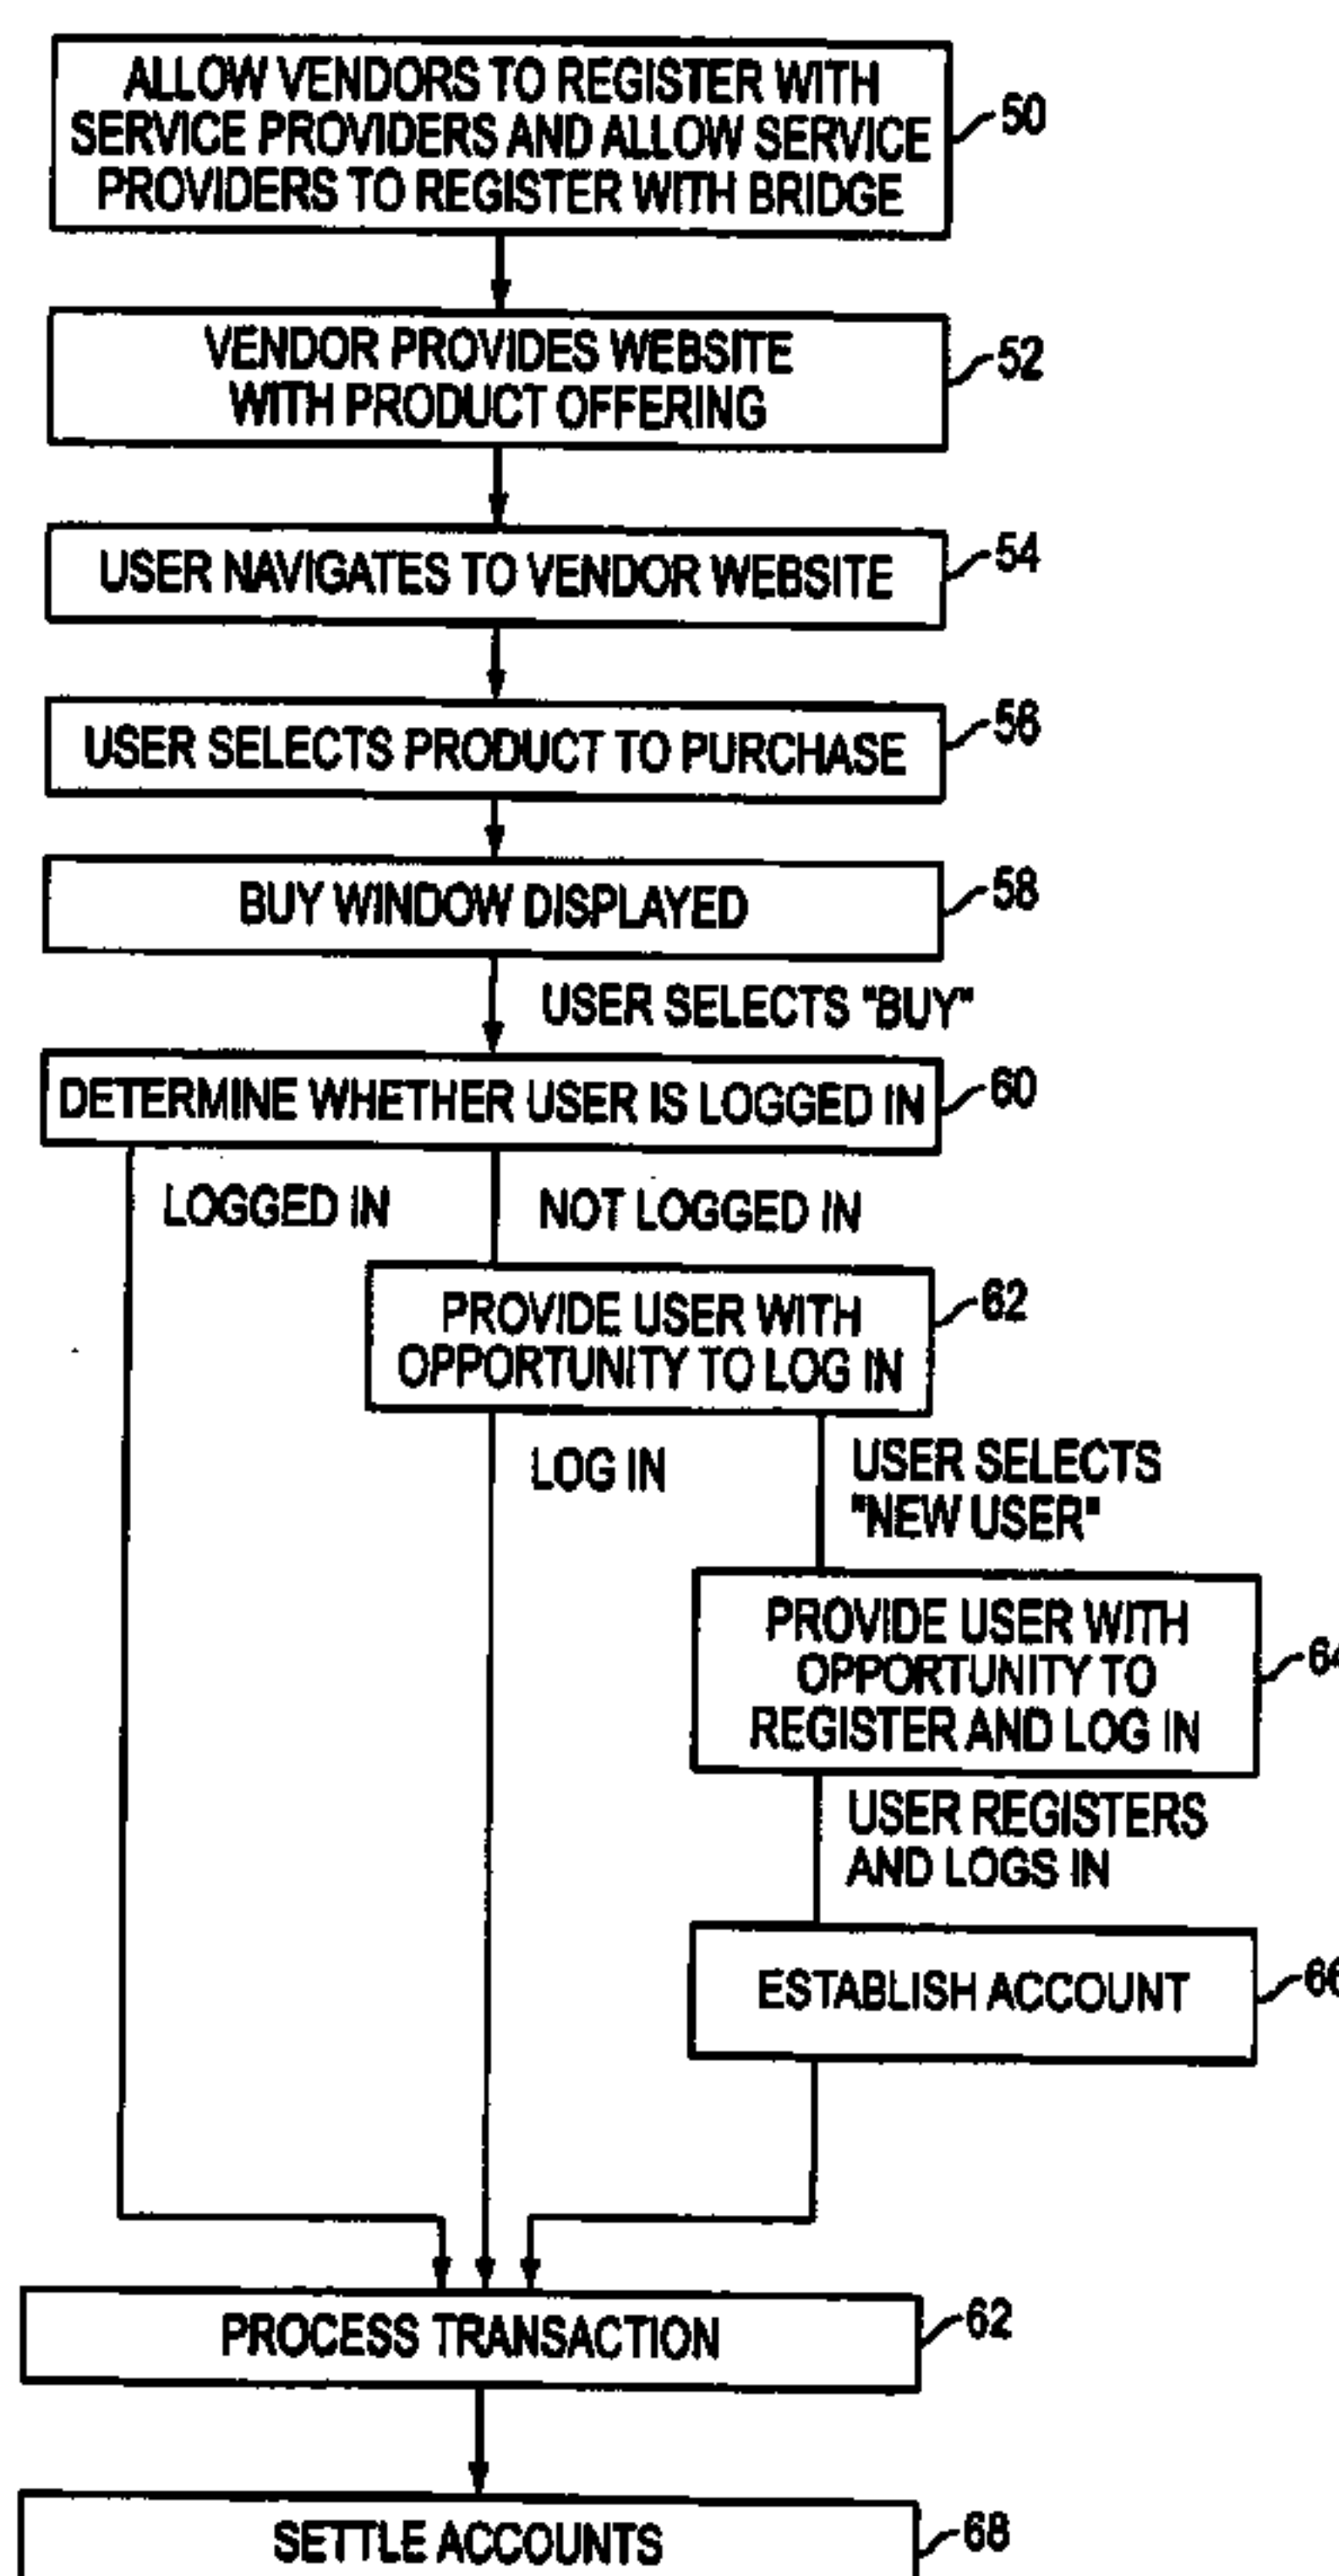 ALLOW VENDORS TO REGISTER WITH
SERVICE PROVIDERS AND ALLOW SERVICE
PROVIDERS TO REGISTER WITH BRIDGE
50
VENDOR PROVIDES WEBSITE
WITH PRODUCT OFFERING
52
USER NAVIGATES TO VENDOR WEBSITE
54
USER SELECTS PRODUCT TO PURCHASE
56
BUY WINDOW DISPLAYED
58
USER SELECTS "BUY"
DETERMINE WHETHER USER IS LOGGED IN
60
LOGGED IN
NOT LOGGED IN
PROVIDE USER WITH
OPPORTUNITY TO LOG IN
62
LOG IN
USER SELECTS
"NEW USER"
PROVIDE USER WITH
OPPORTUNITY TO
REGISTER AND LOG IN
64
USER REGISTERS
AND LOGS IN
ESTABLISH ACCOUNT
66
PROCESS TRANSACTION
62
SETTLE ACCOUNTS
68